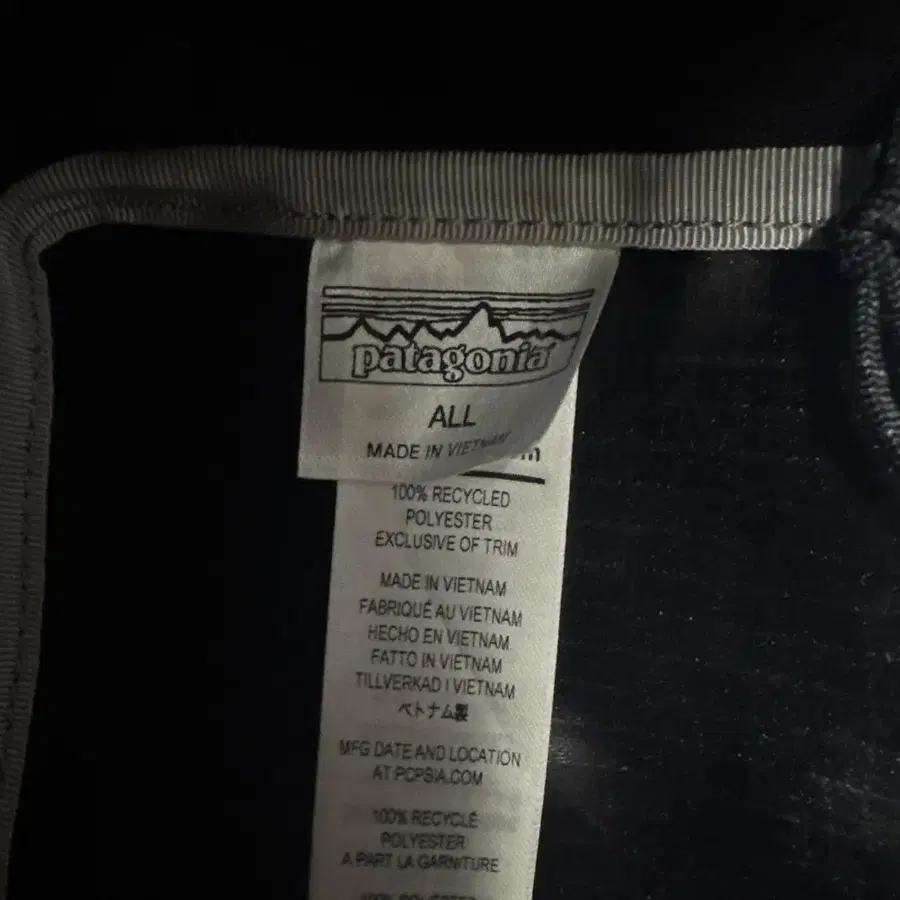 patagonia
ALL
MADE IN VIETNAM
100% RECYCLED
POLYESTER
EXCLUSIVE OF TRIM
MADE IN VIETNAM
FABRIQUÉ AU VIETNAM
HECHO EN VIETNAM
FATTO IN VIETNAM
TILLVERKAD I VIETNAM
ベトナム製
MFG DATE AND LOCATION
AT PCPSIA.COM
100% RECYCLÉ
POLYESTER
A PART LA GARNITURE